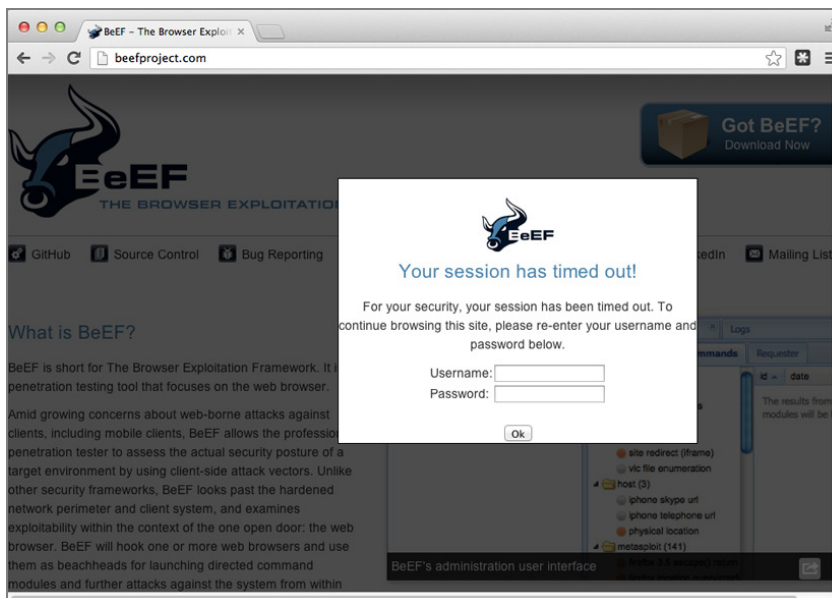 BeEF – The Browser Exploi
beefproject.com
BeEF
THE BROWSER EXPLOITATION
Got BeEF?
Download Now
GitHub
Source Control
Bug Reporting
Mailing List
BeEF
Your session has timed out!
For your security, your session has been timed out. To
continue browsing this site, please re-enter your username and
password below.
Username:
Password:
Ok
What is BeEF?
BeEF is short for The Browser Exploitation Framework. It i
penetration testing tool that focuses on the web browser.
Amid growing concerns about web-borne attacks against
clients, including mobile clients, BeEF allows the profession
penetration tester to assess the actual security posture of a
target environment by using client-side attack vectors. Unlike
other security frameworks, BeEF looks past the hardened
network perimeter and client system, and examines
exploitability within the context of the one open door: the web
browser. BeEF will hook one or more web browsers and use
them as beachheads for launching directed command
modules and further attacks against the system from within
Logs
Requester
id
date
The results from
modules will be
site redirect (iframe)
vlc file enumeration
host (3)
iphone skype url
iphone telephone url
physical location
metasploit (141)
BeEF's administration user interface